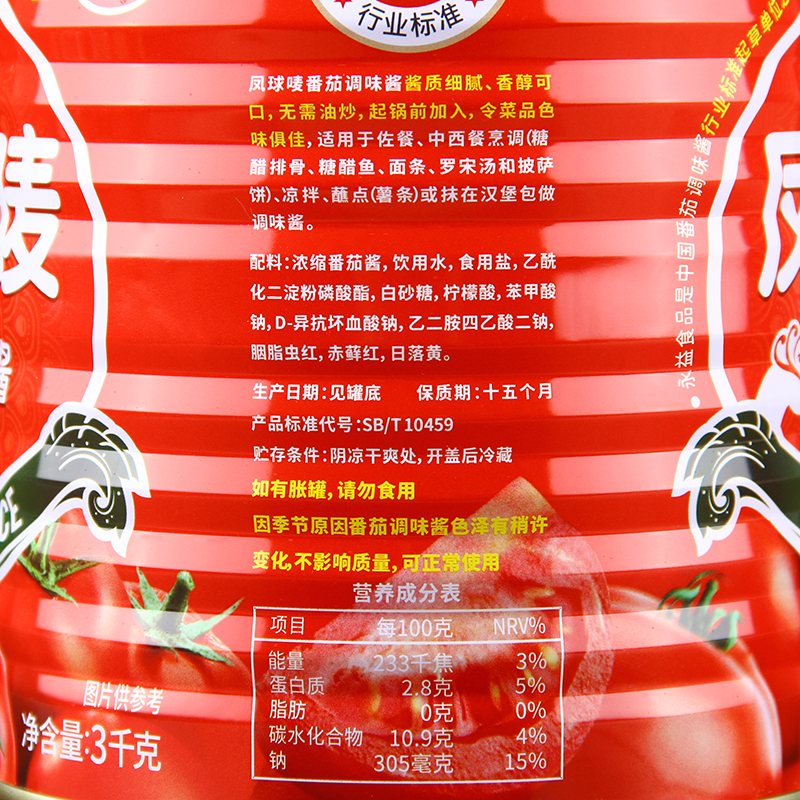 行业标准
凤球唛番茄调味酱酱质细腻、香醇可
口，无需油炒，起锅前加入，令菜品色
味俱佳，适用于佐餐、中西餐烹调(糖
醋排骨、糖醋鱼、面条、罗宋汤和披萨
饼)、凉拌、蘸点(薯条)或抹在汉堡包做
调味酱。
配料：浓缩番茄酱，饮用水，食用盐，乙酰
化二淀粉磷酸酯，白砂糖，柠檬酸，苯甲酸
钠，D-异抗坏血酸钠，乙二胺四乙酸二钠，
胭脂虫红，赤藓红，日落黄。
生产日期：见罐底 保质期：十五个月
产品标准代号：SB/T 10459
贮存条件：阴凉干爽处，开盖后冷藏
如有胀罐，请勿食用
因季节原因番茄调味酱色泽有稍许
变化，不影响质量，可正常使用
营养成分表
项目 每100克 NRV%
能量 233千焦 3%
蛋白质 2.8克 5%
脂肪 0克 0%
碳水化合物 10.9克 4%
钠 305毫克 15%
图片供参考
净含量:3千克
唛
酱
CE
● 永益食品是中国番茄调味酱行业标准起草单位